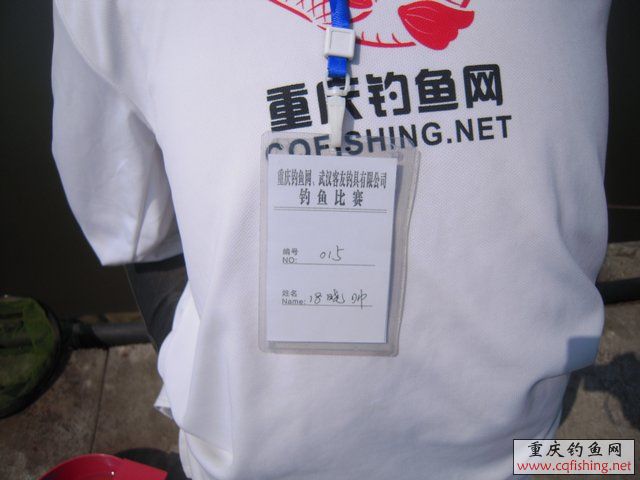 重庆钓鱼网
CQFISHING.NET
重庆钓鱼网、武汉客友钓具有限公司
钓鱼比赛
编号
NO: 015
姓名
Name: 冯晓帅
重庆钓鱼网
www.cqfishing.net